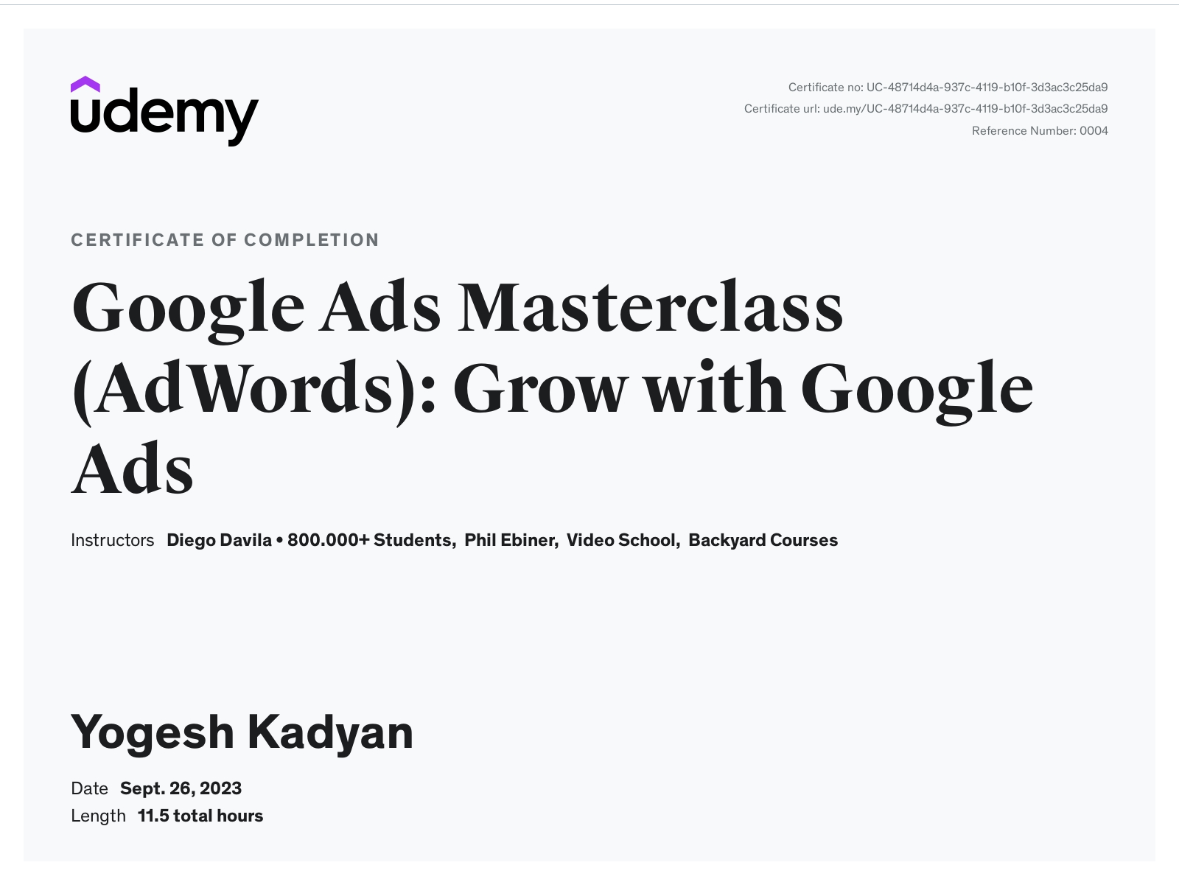 udemy
Certificate no: UC-48714d4a-937c-4119-b10f-3d3ac3c25da9
Certificate url: ude.my/UC-48714d4a-937c-4119-b10f-3d3ac3c25da9
Reference Number: 0004
CERTIFICATE OF COMPLETION
Google Ads Masterclass
(AdWords): Grow with Google
Ads
Instructors Diego Davila • 800.000+ Students, Phil Ebiner, Video School, Backyard Courses
Yogesh Kadyan
Date Sept. 26, 2023
Length 11.5 total hours